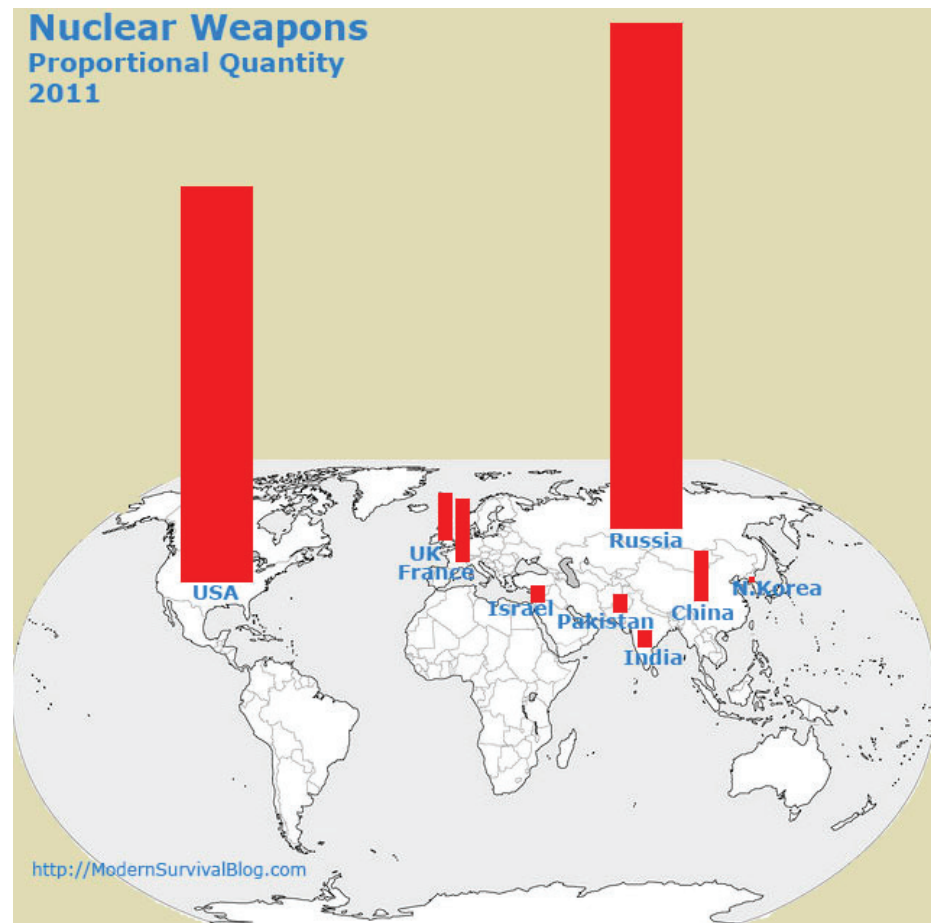 Nuclear Weapons
Proportional Quantity
2011
USA
UK
France
Russia
Israel
Pakistan
China
N.Korea
India
http://ModernSurvivalBlog.com